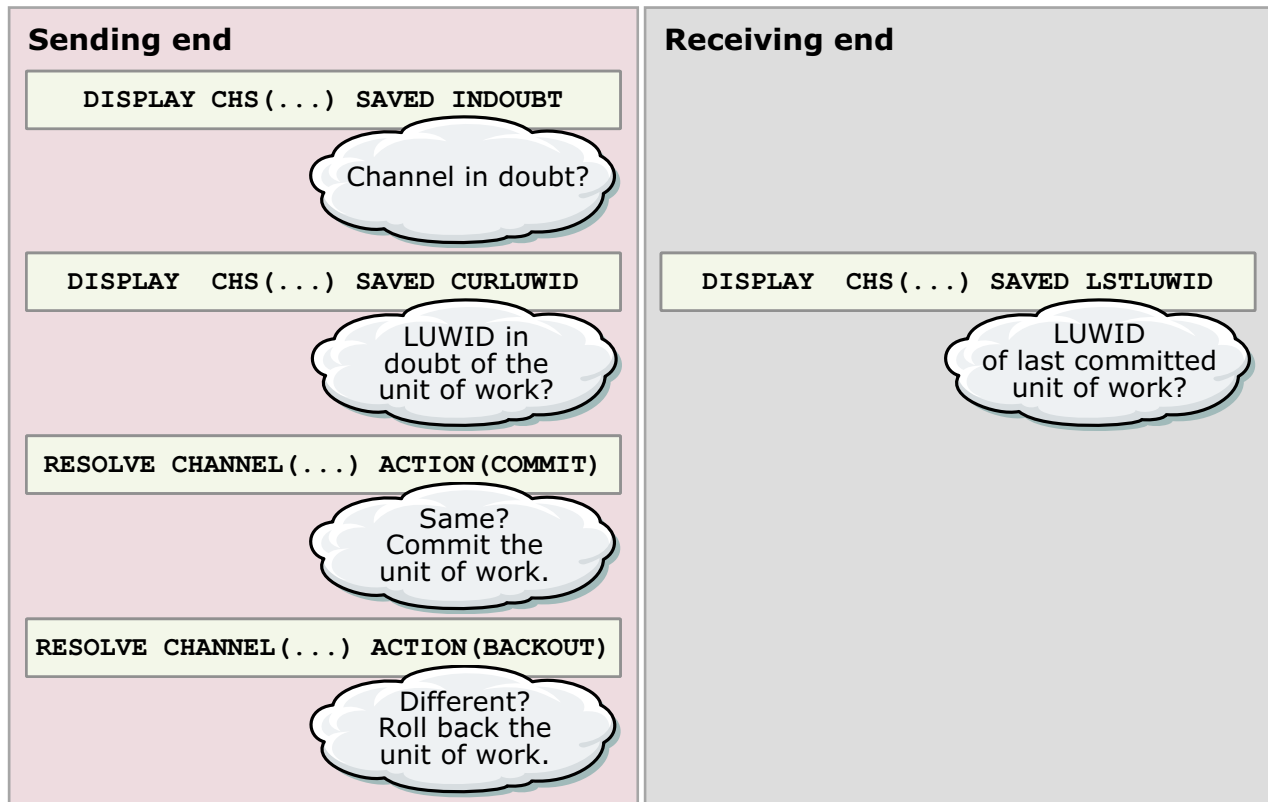 Sending end
DISPLAY CHS(...) SAVED INDOUBT
Channel in doubt?
DISPLAY  CHS(...) SAVED CURLUWID
LUWID in
doubt of the
unit of work?
RESOLVE CHANNEL(...) ACTION(COMMIT)
Same?
Commit the
unit of work.
RESOLVE CHANNEL(...) ACTION(BACKOUT)
Different?
Roll back the
unit of work.
Receiving end
DISPLAY  CHS(...) SAVED LSTLUWID
LUWID
of last committed
unit of work?